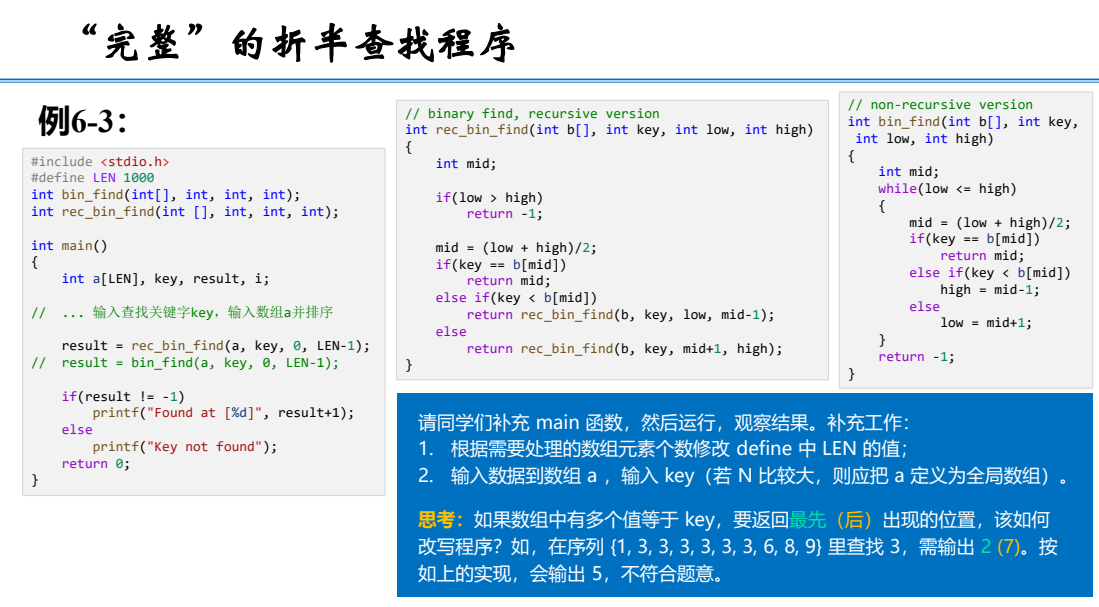 “完整”的折半查找程序
例6-3：
#include <stdio.h>
#define LEN 1000
int bin_find(int[], int, int, int);
int rec_bin_find(int [], int, int, int);
int main()
{
    int a[LEN], key, result, i;
//  ... 输入查找关键字key，输入数组a并排序
    result = rec_bin_find(a, key, 0, LEN-1);
//  result = bin_find(a, key, 0, LEN-1);
    if(result != -1)
        printf("Found at [%d]", result+1);
    else
        printf("Key not found");
    return 0;
}
// binary find, recursive version
int rec_bin_find(int b[], int key, int low, int high)
{
    int mid;
    if(low > high)
        return -1;
    mid = (low + high)/2;
    if(key == b[mid])
        return mid;
    else if(key < b[mid])
        return rec_bin_find(b, key, low, mid-1);
    else
        return rec_bin_find(b, key, mid+1, high);
}
// non-recursive version
int bin_find(int b[], int key,
 int low, int high)
{
    int mid;
    while(low <= high)
    {
        mid = (low + high)/2;
        if(key == b[mid])
            return mid;
        else if(key < b[mid])
            high = mid-1;
        else
            low = mid+1;
    }
    return -1;
}
请同学们补充 main 函数，然后运行，观察结果。补充工作：
1. 根据需要处理的数组元素个数修改 define 中 LEN 的值；
2. 输入数据到数组 a ，输入 key（若 N 比较大，则应把 a 定义为全局数组）。
思考：如果数组中有多个值等于 key，要返回最先（后）出现的位置，该如何
改写程序？如，在序列 {1, 3, 3, 3, 3, 3, 3, 6, 8, 9} 里查找 3，需输出 2 (7)。按
如上的实现，会输出 5，不符合题意。